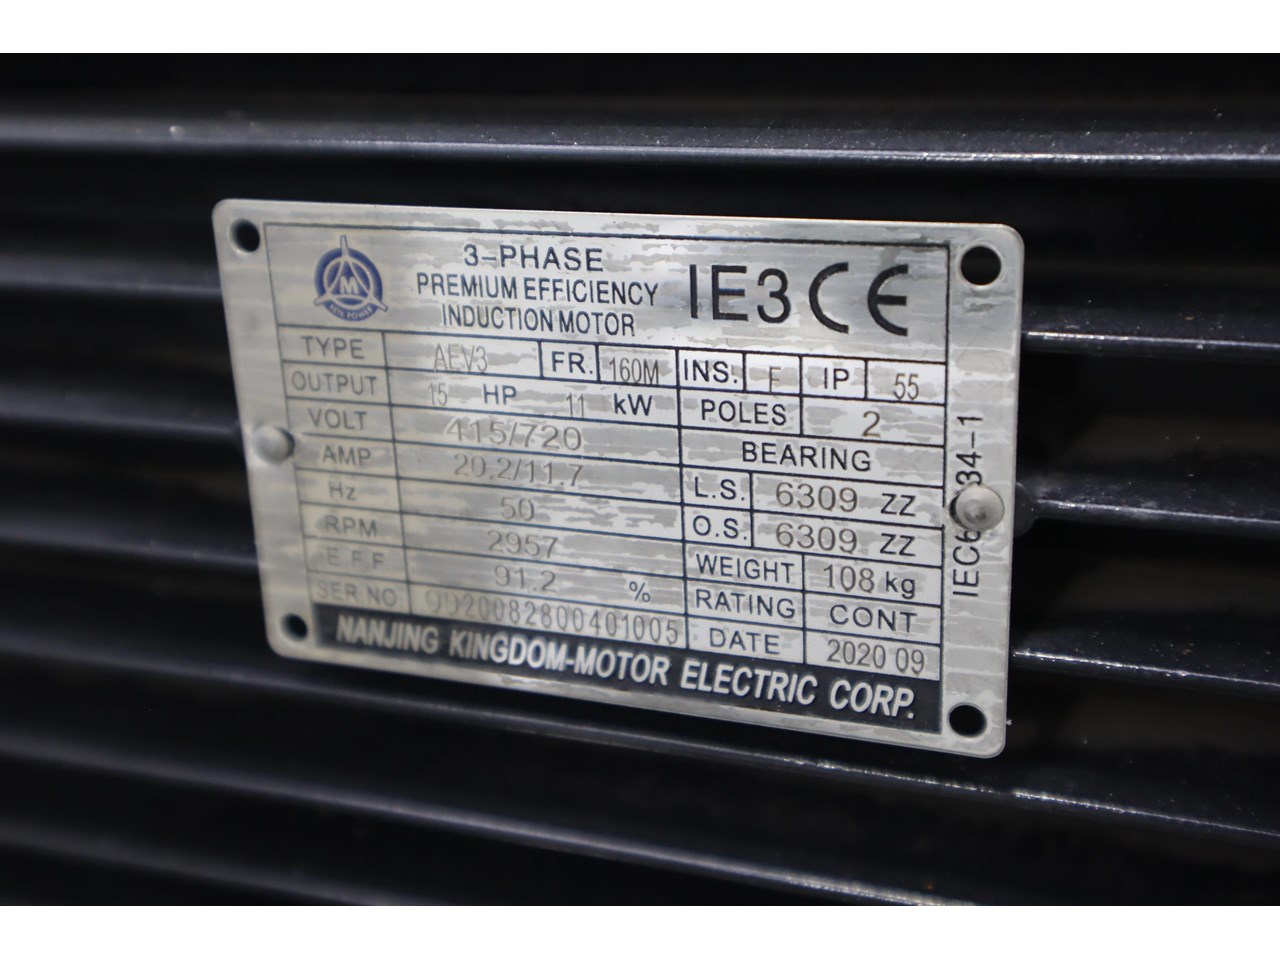 3-PHASE
PREMIUM EFFICIENCY
INDUCTION MOTOR
IE3 CE
M
TYPE AEV3 FR. 160M INS. F IP 55
OUTPUT 15 HP 11 kW POLES 2
VOLT 415/720 BEARING
AMP 20.2/11.7 L.S. 6309 ZZ
Hz 50 O.S. 6309 ZZ
RPM 2957 WEIGHT 108 kg
EFF 91.2 % RATING CONT
SER NO DATE 2020 09
NANJING KINGDOM-MOTOR ELECTRIC CORP.